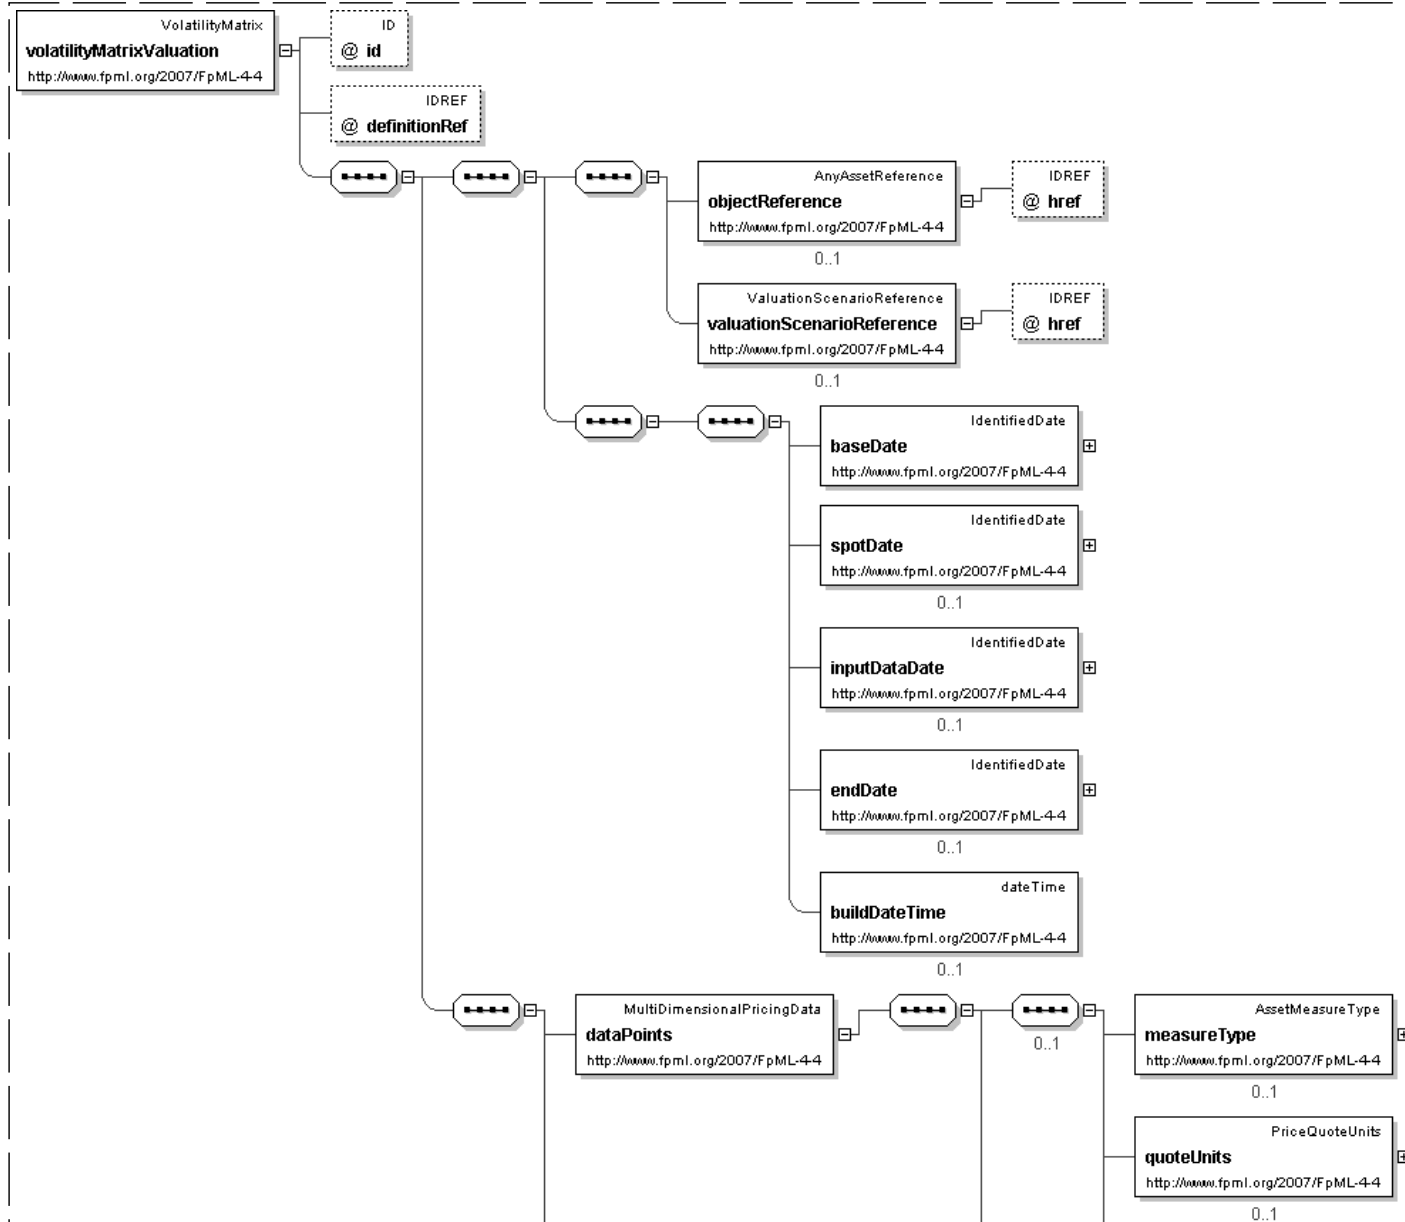 VolatilityMatrix
volatilityMatrixValuation
http://www.fpml.org/2007/FpML-4-4
ID
@ id
IDREF
@ definitionRef
AnyAssetReference
objectReference
http://www.fpml.org/2007/FpML-4-4
0..1
IDREF
@ href
ValuationScenarioReference
valuationScenarioReference
http://www.fpml.org/2007/FpML-4-4
0..1
IDREF
@ href
IdentifiedDate
baseDate
http://www.fpml.org/2007/FpML-4-4
IdentifiedDate
spotDate
http://www.fpml.org/2007/FpML-4-4
0..1
IdentifiedDate
inputDataDate
http://www.fpml.org/2007/FpML-4-4
0..1
IdentifiedDate
endDate
http://www.fpml.org/2007/FpML-4-4
0..1
dateTime
buildDateTime
http://www.fpml.org/2007/FpML-4-4
0..1
MultiDimensionalPricingData
dataPoints
http://www.fpml.org/2007/FpML-4-4
0..1
AssetMeasureType
measureType
http://www.fpml.org/2007/FpML-4-4
0..1
PriceQuoteUnits
quoteUnits
http://www.fpml.org/2007/FpML-4-4
0..1